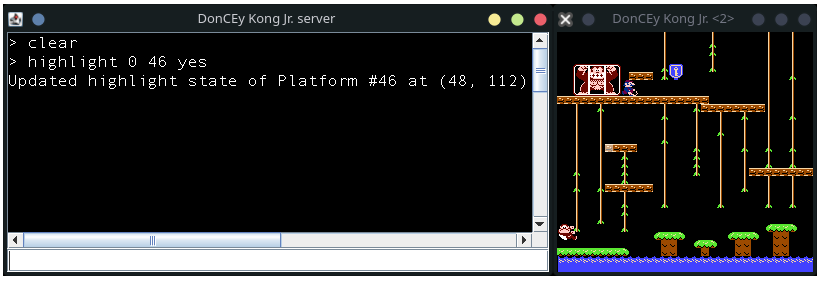 DonCEy Kong Jr. server
> clear
> highlight 0 46 yes
Updated highlight state of Platform #46 at (48, 112)
DonCEy Kong Jr. <2>